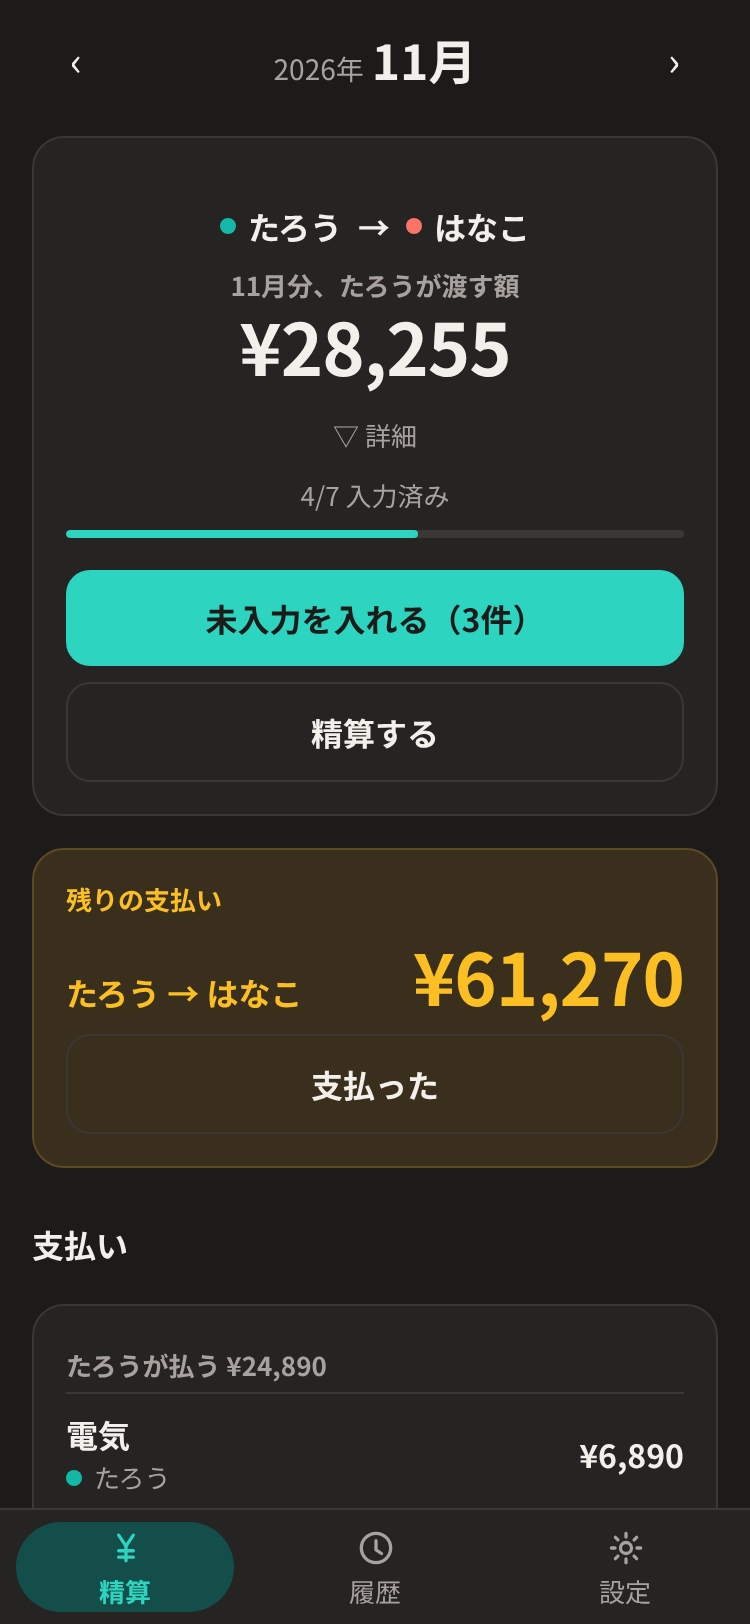 ‹ 2026年 11月 ›
たろう → はなこ
11月分、たろうが渡す額
¥28,255
▽ 詳細
4/7 入力済み
未入力を入れる（3件）
精算する
残りの支払い
たろう → はなこ ¥61,270
支払った
支払い
たろうが払う ¥24,890
電気
¥6,890
たろう
精算 履歴 設定